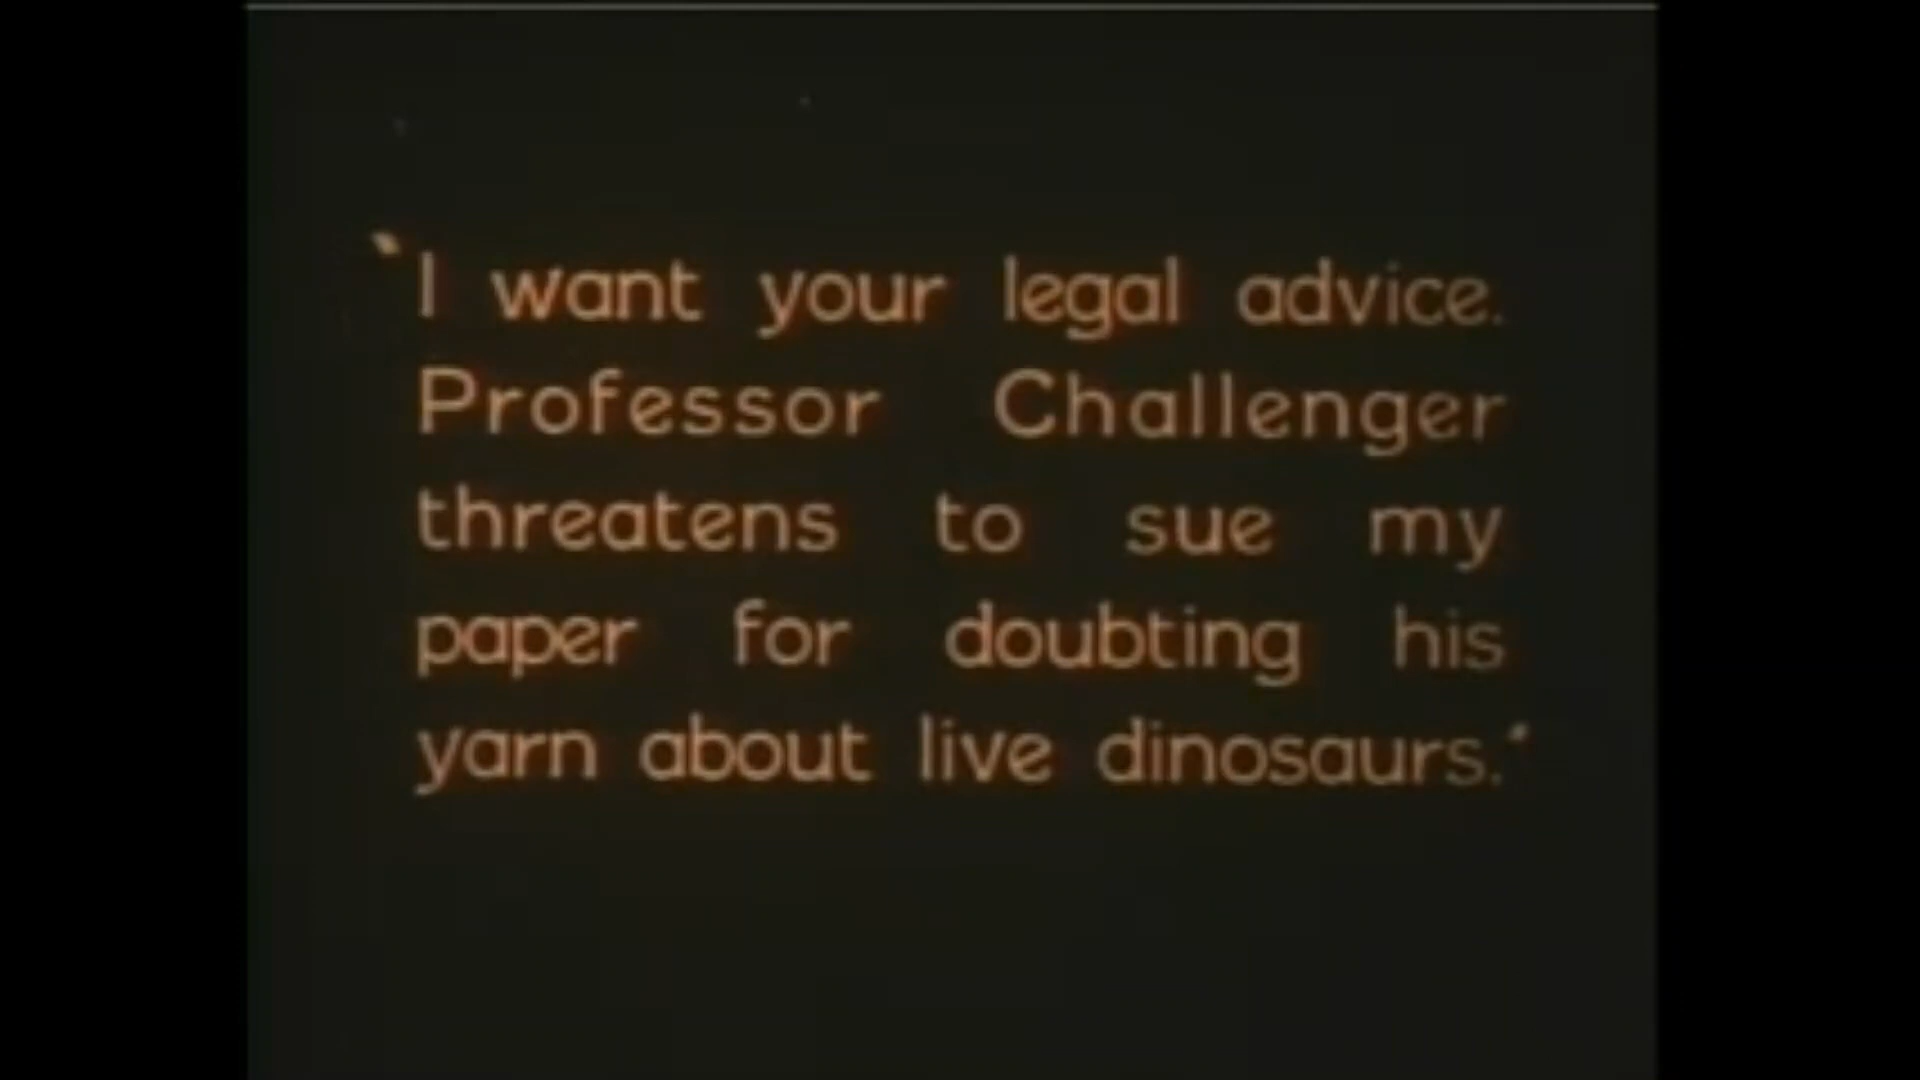 'I want your legal advice.
Professor Challenger
threatens to sue my
paper for doubting his
yarn about live dinosaurs.'